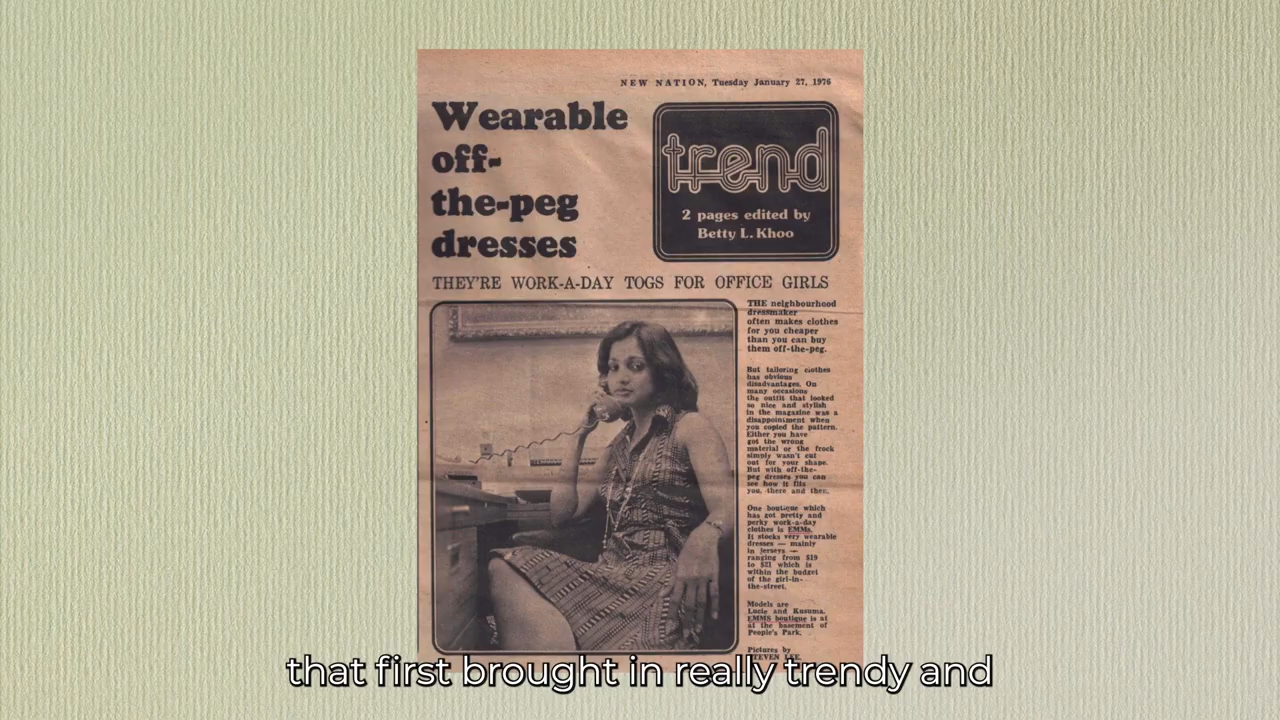 NEW NATION, Tuesday January 27, 1976
Wearable
off-
the-peg
dresses
trend
2 pages edited by
Betty L. Khoo
THEY'RE WORK-A-DAY TOGS FOR OFFICE GIRLS
THE neighbourhood
dressmaker
often makes clothes
for you cheaper
than you can buy
them off-the-peg.
But tailoring clothes
has obvious
disadvantages. On
many occasions
the outfit that looked
so nice and stylish
in the magazine was a
disappointment when
you copied the pattern.
Either you have
got the wrong
material or the frock
simply wasn't cut
out for your shape.
But with off-the-
peg dresses you can
see how it fits
you, there and then.
One boutique which
has got pretty and
perky work-a-day
clothes is EMMs.
It stocks very wearable
dresses — mainly
in jerseys —
ranging from $19
to $21 which is
within the budget
of the girl-in-
the-street.
Models are
Lucie and Kusuma.
EMMS boutique is at
at the basement of
People's Park.
Pictures by
STEVEN LEE.
that first brought in really trendy and